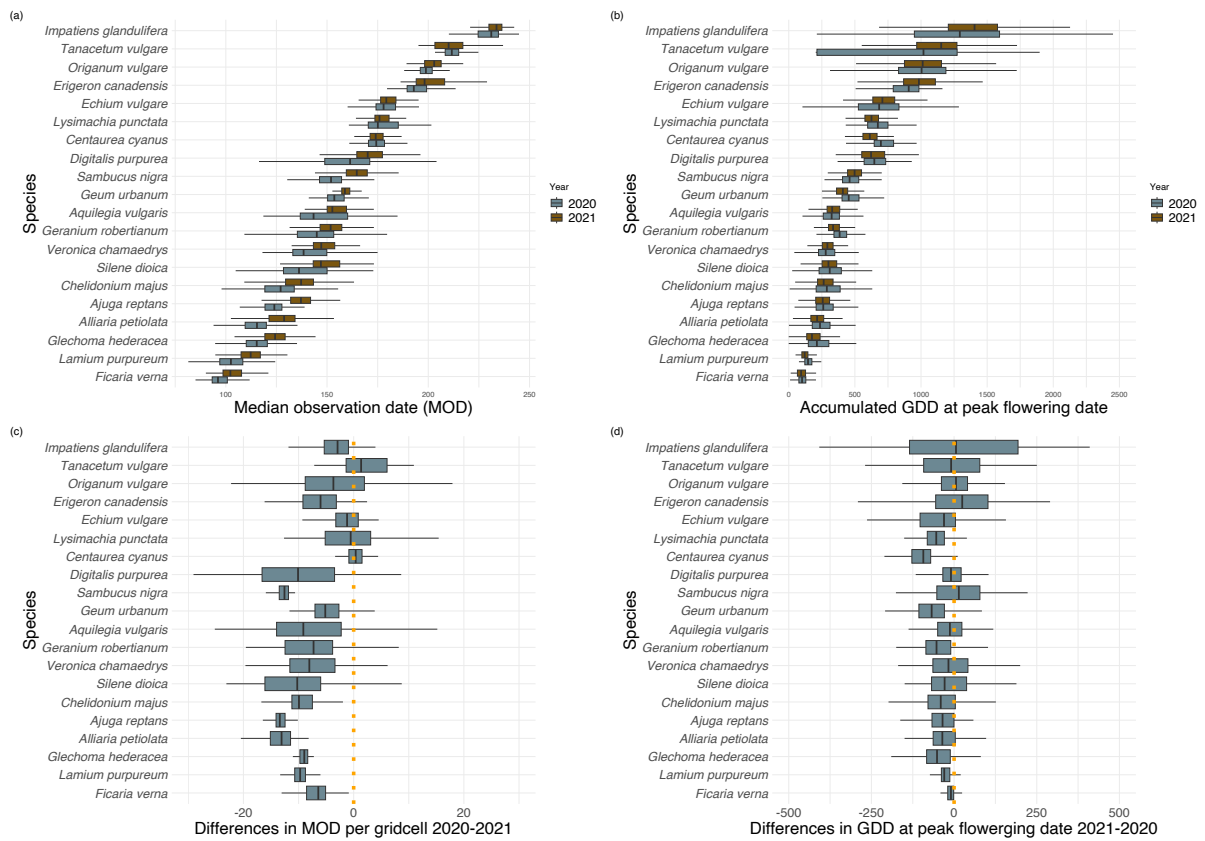 (a)
Species
Impatiens glandulifera
Tanacetum vulgare
Origanum vulgare
Erigeron canadensis
Echium vulgare
Lysimachia punctata
Centaurea cyanus
Digitalis purpurea
Sambucus nigra
Geum urbanum
Aquilegia vulgaris
Geranium robertianum
Veronica chamaedrys
Silene dioica
Chelidonium majus
Ajuga reptans
Alliaria petiolata
Glechoma hederacea
Lamium purpureum
Ficaria verna
100 150 200 250
Median observation date (MOD)
Year
2020
2021
(b)
Species
Impatiens glandulifera
Tanacetum vulgare
Origanum vulgare
Erigeron canadensis
Echium vulgare
Lysimachia punctata
Centaurea cyanus
Digitalis purpurea
Sambucus nigra
Geum urbanum
Aquilegia vulgaris
Geranium robertianum
Veronica chamaedrys
Silene dioica
Chelidonium majus
Ajuga reptans
Alliaria petiolata
Glechoma hederacea
Lamium purpureum
Ficaria verna
0 500 1000 1500 2000 2500
Accumulated GDD at peak flowering date
Year
2020
2021
(c)
Species
Impatiens glandulifera
Tanacetum vulgare
Origanum vulgare
Erigeron canadensis
Echium vulgare
Lysimachia punctata
Centaurea cyanus
Digitalis purpurea
Sambucus nigra
Geum urbanum
Aquilegia vulgaris
Geranium robertianum
Veronica chamaedrys
Silene dioica
Chelidonium majus
Ajuga reptans
Alliaria petiolata
Glechoma hederacea
Lamium purpureum
Ficaria verna
-20 0 20
Differences in MOD per gridcell 2020-2021
(d)
Species
Impatiens glandulifera
Tanacetum vulgare
Origanum vulgare
Erigeron canadensis
Echium vulgare
Lysimachia punctata
Centaurea cyanus
Digitalis purpurea
Sambucus nigra
Geum urbanum
Aquilegia vulgaris
Geranium robertianum
Veronica chamaedrys
Silene dioica
Chelidonium majus
Ajuga reptans
Alliaria petiolata
Glechoma hederacea
Lamium purpureum
Ficaria verna
-500 -250 0 250 500
Differences in GDD at peak flowerging date 2021-2020